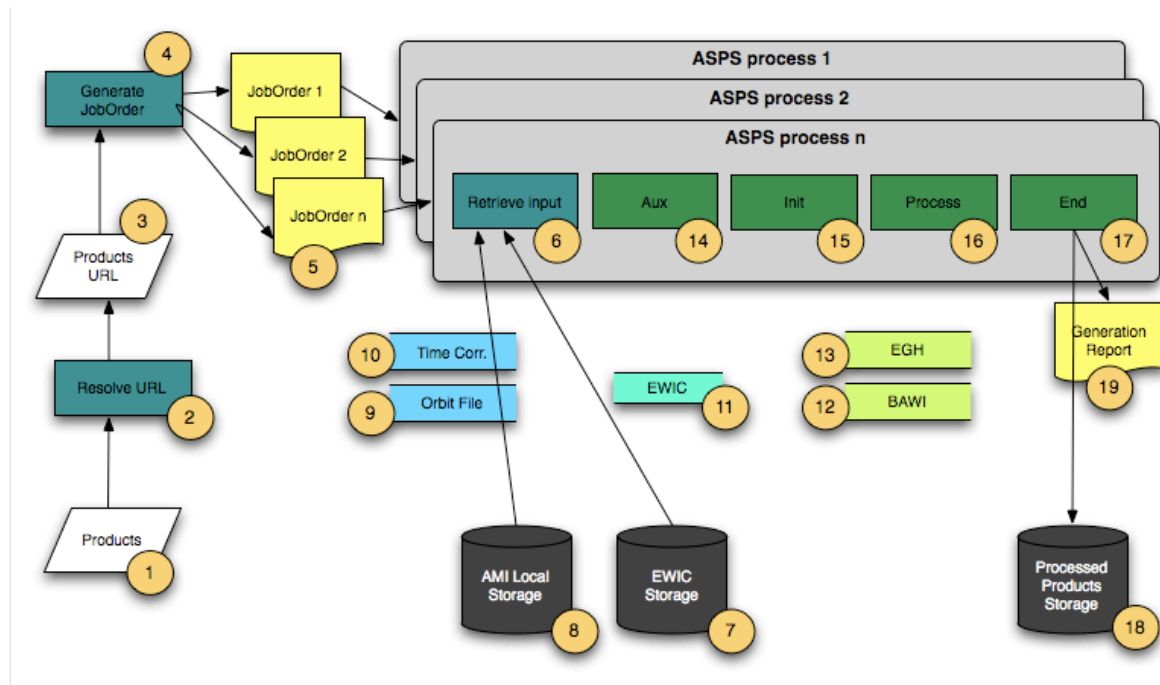 4
ASPS process 1
Generate
JobOrder
JobOrder 1
ASPS process 2
ASPS process n
JobOrder 2
JobOrder n
Retrieve input
Aux
Init
Process
End
3
6
14
15
16
17
5
Products
URL
10
Time Corr.
13
EGH
Generation
Report
Resolve URL
EWIC
9
Orbit File
11
12
BAWI
19
2
Products
1
AMI Local
Storage
EWIC
Storage
Processed
Products
Storage
8
7
18